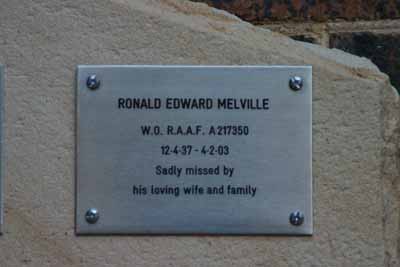 RONALD EDWARD MELVILLE
W.O. R.A.A.F. A217350
12-4-37 - 4-2-03
Sadly missed by
his loving wife and family